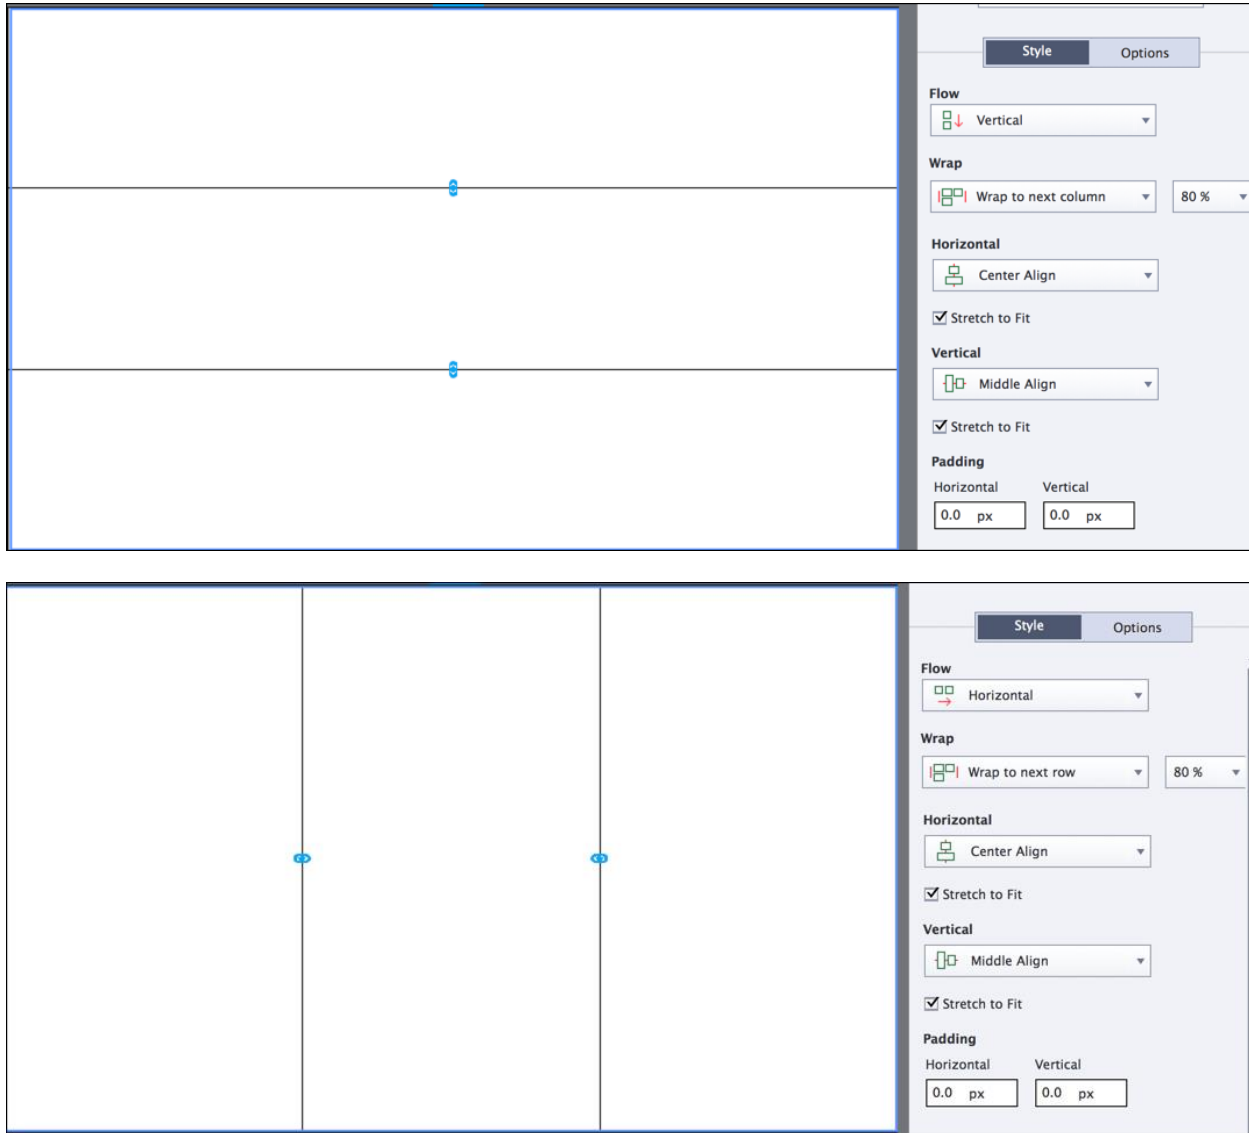 Style Options
Flow
Vertical
Wrap
Wrap to next column 80 %
Horizontal
Center Align
Stretch to Fit
Vertical
Middle Align
Stretch to Fit
Padding
Horizontal Vertical
0.0 px 0.0 px
Style Options
Flow
Horizontal
Wrap
Wrap to next row 80 %
Horizontal
Center Align
Stretch to Fit
Vertical
Middle Align
Stretch to Fit
Padding
Horizontal Vertical
0.0 px 0.0 px